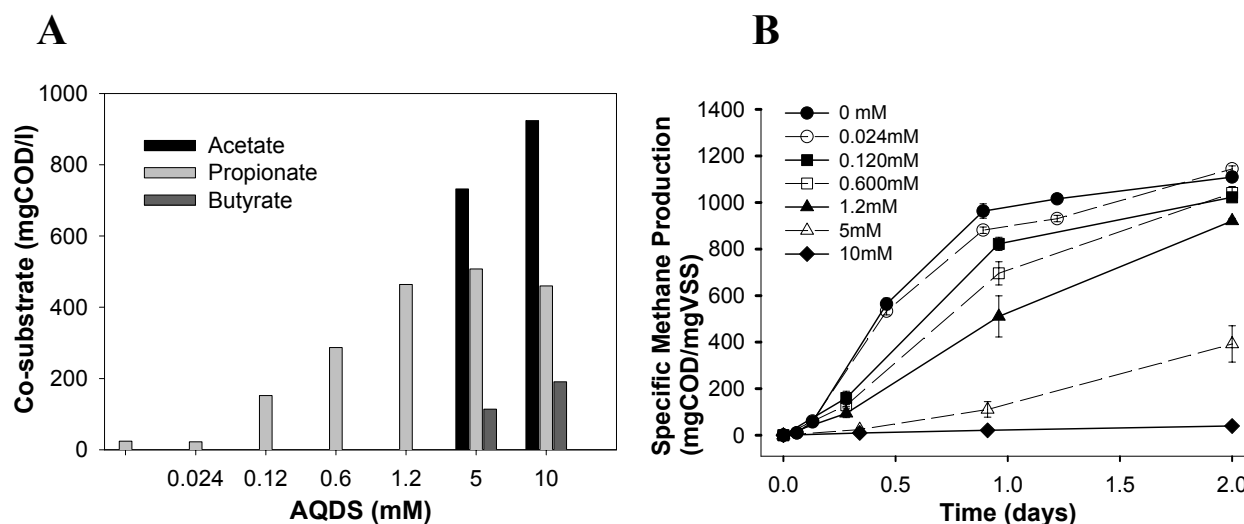 A
Co-substrate (mgCOD/l)
1000
800
600
400
200
0
Acetate
Propionate
Butyrate
0.024
0.12
0.6
1.2
5
10
AQDS (mM)
B
Specific Methane Production
(mgCOD/mgVSS)
1400
1200
1000
800
600
400
200
0
0 mM
0.024mM
0.120mM
0.600mM
1.2mM
5mM
10mM
0.0
0.5
1.0
1.5
2.0
Time (days)